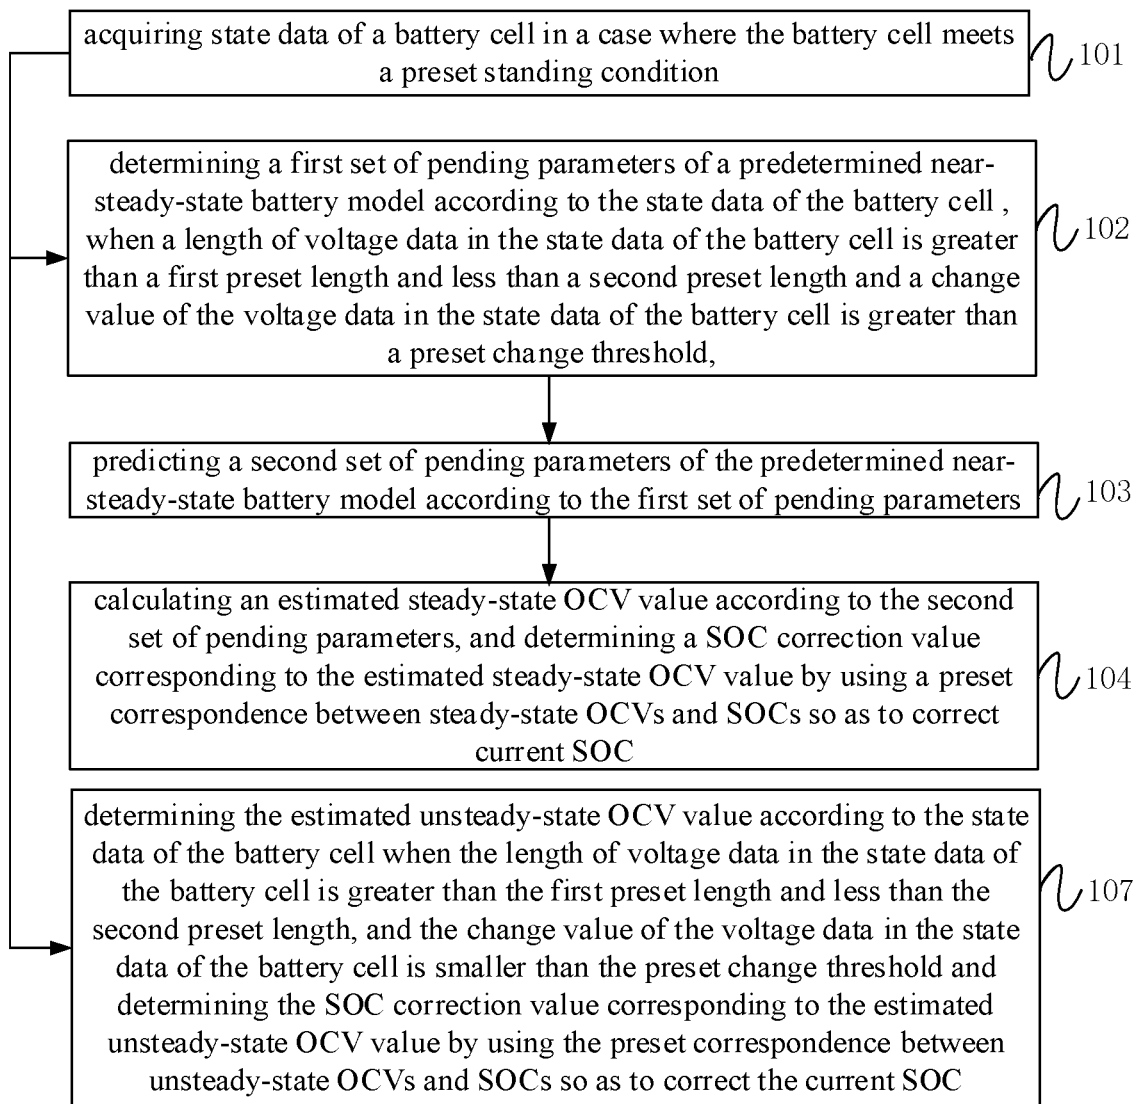 acquiring state data of a battery cell in a case where the battery cell meets
a preset standing condition
101
determining a first set of pending parameters of a predetermined near-
steady-state battery model according to the state data of the battery cell ,
when a length of voltage data in the state data of the battery cell is greater
than a first preset length and less than a second preset length and a change
value of the voltage data in the state data of the battery cell is greater than
a preset change threshold,
102
predicting a second set of pending parameters of the predetermined near-
steady-state battery model according to the first set of pending parameters
103
calculating an estimated steady-state OCV value according to the second
set of pending parameters, and determining a SOC correction value
corresponding to the estimated steady-state OCV value by using a preset
correspondence between steady-state OCVs and SOCs so as to correct
current SOC
104
determining the estimated unsteady-state OCV value according to the state
data of the battery cell when the length of voltage data in the state data of
the battery cell is greater than the first preset length and less than the
second preset length, and the change value of the voltage data in the state
data of the battery cell is smaller than the preset change threshold and
determining the SOC correction value corresponding to the estimated
unsteady-state OCV value by using the preset correspondence between
unsteady-state OCVs and SOCs so as to correct the current SOC
107